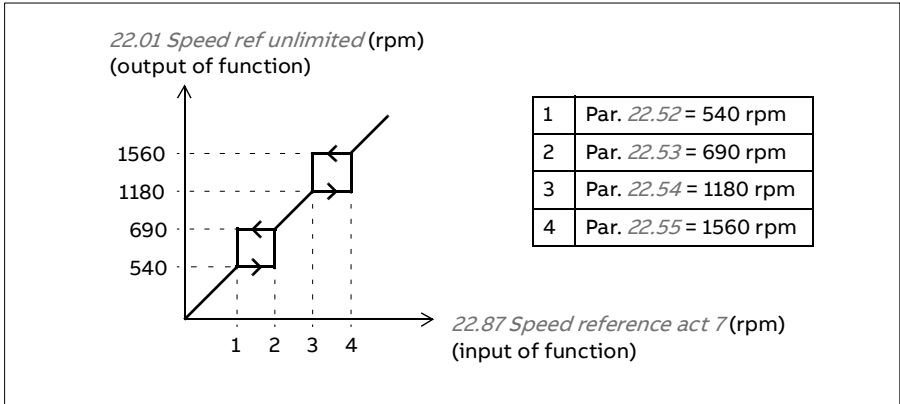 22.01 Speed ref unlimited (rpm)
(output of function)
1560
1180
690
540
1 2 3 4
22.87 Speed reference act 7 (rpm)
(input of function)
1 Par. 22.52 = 540 rpm
2 Par. 22.53 = 690 rpm
3 Par. 22.54 = 1180 rpm
4 Par. 22.55 = 1560 rpm